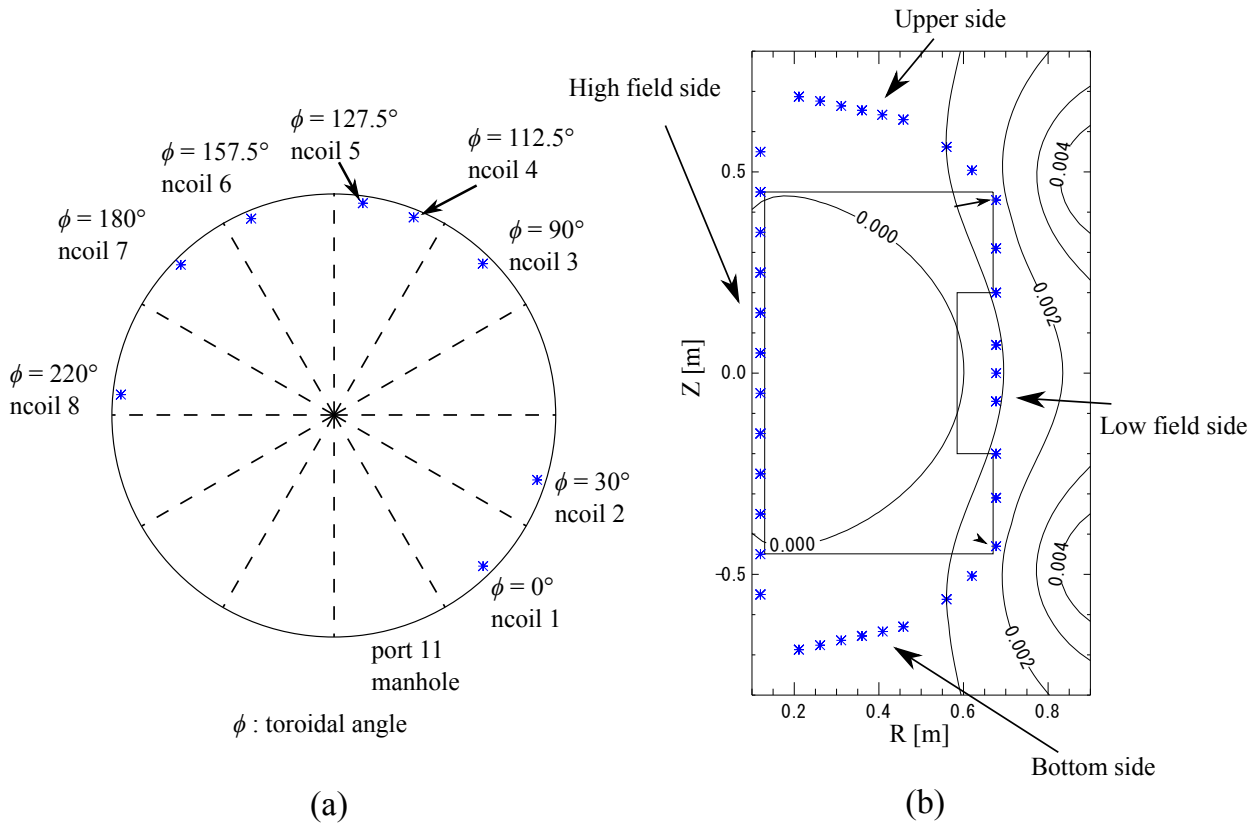 ϕ = 127.5°
ncoil 5
ϕ = 112.5°
ncoil 4
ϕ = 157.5°
ncoil 6
ϕ = 180°
ncoil 7
ϕ = 90°
ncoil 3
ϕ = 220°
ncoil 8
ϕ = 30°
ncoil 2
ϕ = 0°
ncoil 1
port 11
manhole
ϕ : toroidal angle
(a)
Upper side
High field side
Low field side
Bottom side
0.004
0.000
0.002
0.000
0.004
0.002
0.5
0.0
−0.5
Z [m]
0.2
0.4
0.6
0.8
R [m]
(b)